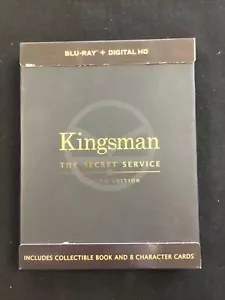 BLU-RAY + DIGITAL HD
Kingsman
THE SECRET SERVICE
EDITION
INCLUDES COLLECTIBLE BOOK AND 8 CHARACTER CARDS